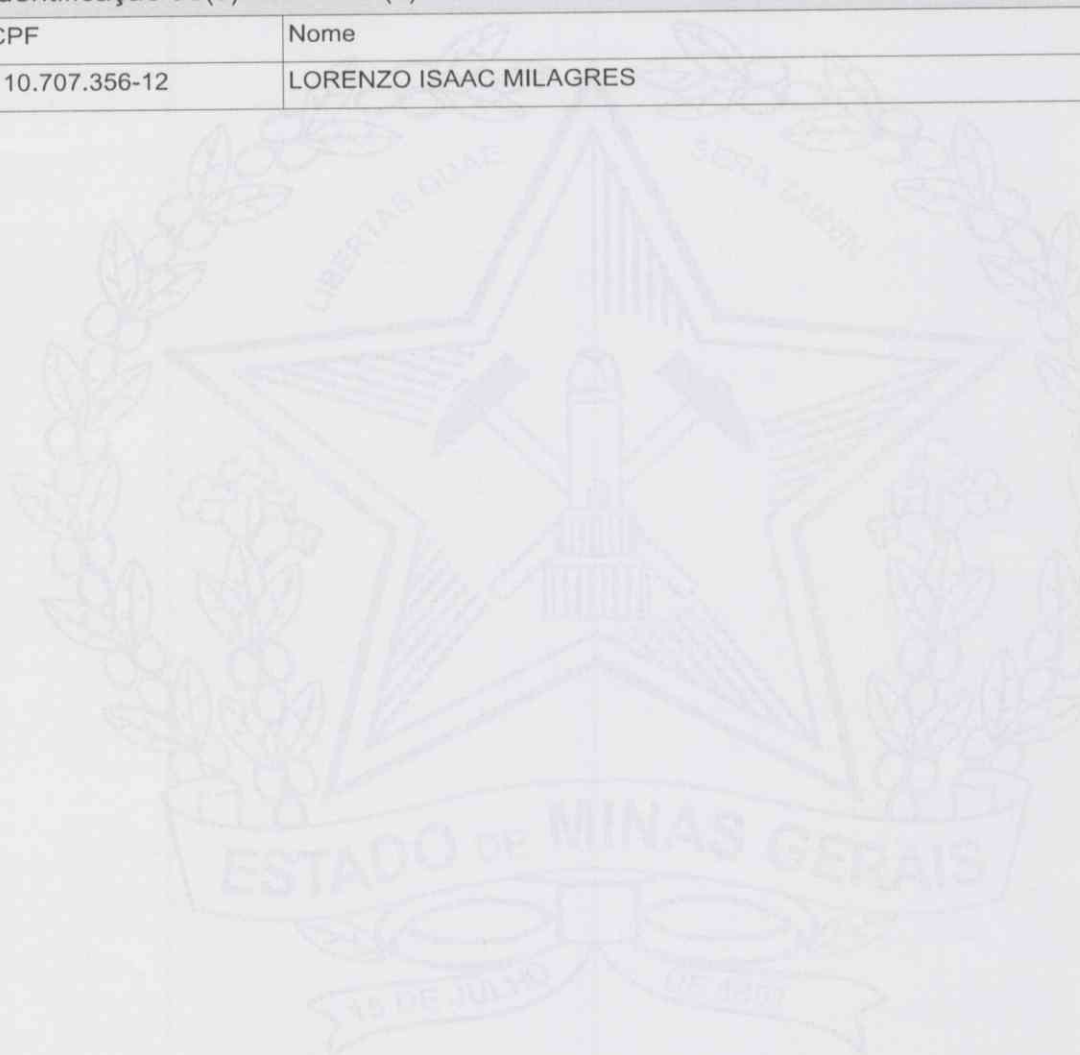 CPF Nome
10.707.356-12 LORENZO ISAAC MILAGRES
LIBERTAS QUAE SERA TAMEN
ESTADO DE MINAS GERAIS
15 DE JULHO DE